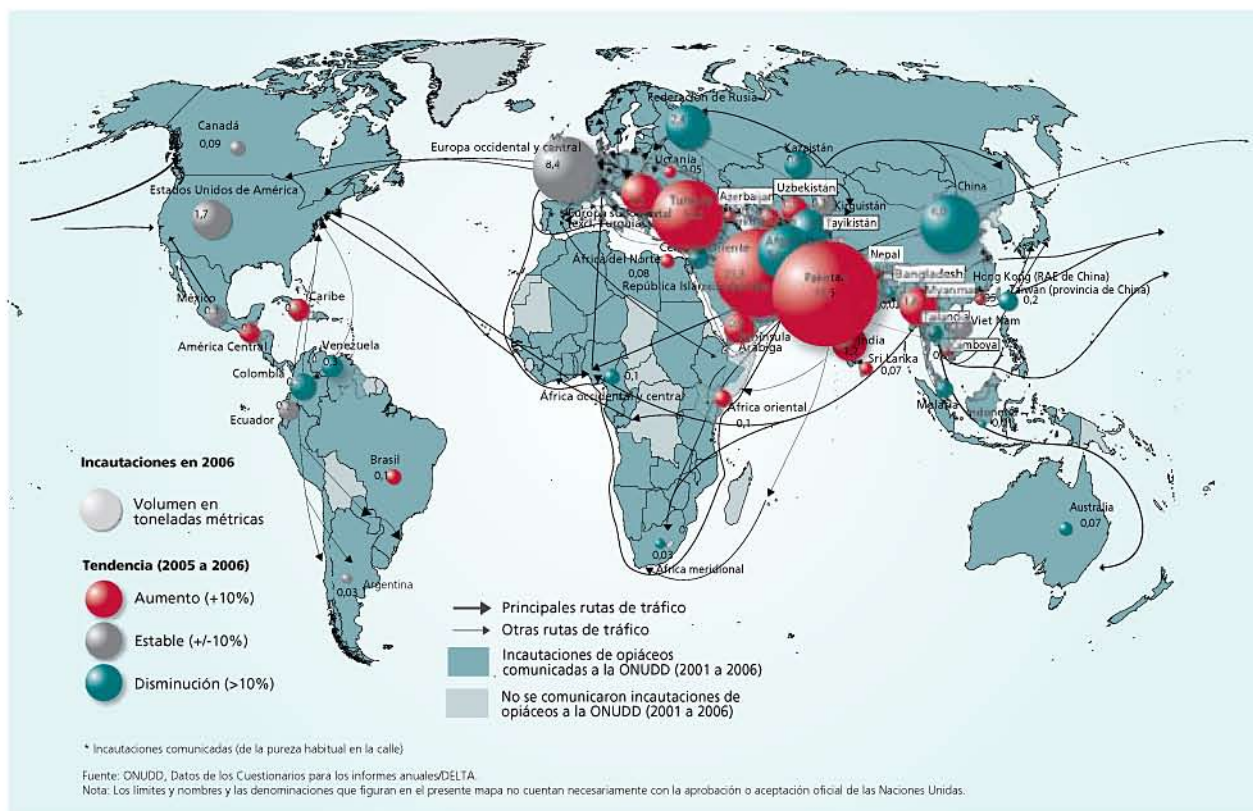 Federación de Rusia
Canadá
0,09
Europa occidental y central
8,4
Ucrania
0,05
Kazajstán
Estados Unidos de América
1,7
Azerbaijan
Uzbekistán
Kirguistán
China
Tayikistán
(excl. Turquía)
África del Norte
0,08
Nepal
Bangladesh
Myanmar
Hong Kong (RAE de China)
Taiwán (provincia de China)
0,2
México
Caribe
América Central
Venezuela
Colombia
Ecuador
Viet Nam
India
Sri Lanka
0,07
Península
Arábiga
África occidental y central
0,1
África oriental
0,1
Malasia
Brasil
0,1
Australia
0,07
0,03
África meridional
Argentina
0,03
Incautaciones en 2006
Volumen en
toneladas métricas
Tendencia (2005 a 2006)
Aumento (+10%)
Estable (+/-10%)
Disminución (>10%)
Principales rutas de tráfico
Otras rutas de tráfico
Incautaciones de opiáceos
comunicadas a la ONUDD (2001 a 2006)
No se comunicaron incautaciones de
opiáceos a la ONUDD (2001 a 2006)
* Incautaciones comunicadas (de la pureza habitual en la calle)
Fuente: ONUDD, Datos de los Cuestionarios para los informes anuales/DELTA.
Nota: Los límites y nombres y las denominaciones que figuran en el presente mapa no cuentan necesariamente con la aprobación o aceptación oficial de las Naciones Unidas.